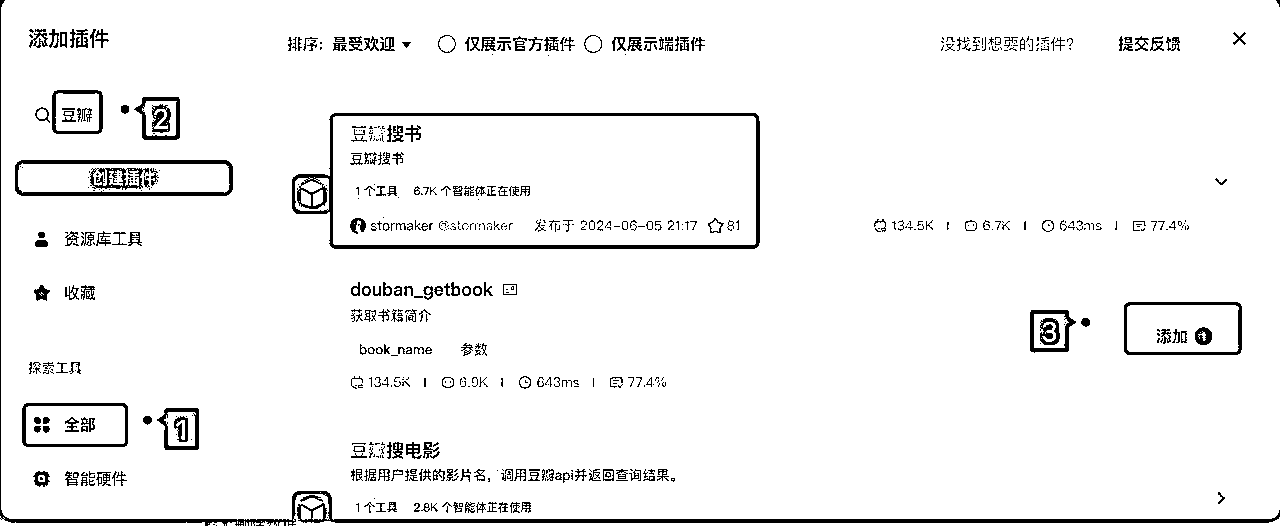 添加插件
排序: 最受欢迎 仅展示官方插件 仅展示端插件 没找到想要的插件? 提交反馈
豆瓣 2
创建插件
资源库工具
收藏
探索工具
全部 1
智能硬件
豆瓣搜书
豆瓣搜书
1 个工具 6.7K 个智能体正在使用
stormaker @stormaker 发布于 2024-06-05 21:17 81
134.5K 6.7K 643ms 77.4%
douban_getbook
获取书籍简介
book_name 参数
134.5K 6.9K 643ms 77.4%
3 添加 1
豆瓣搜电影
根据用户提供的影片名，调用豆瓣api并返回查询结果。
1 个工具 2.8K 个智能体正在使用